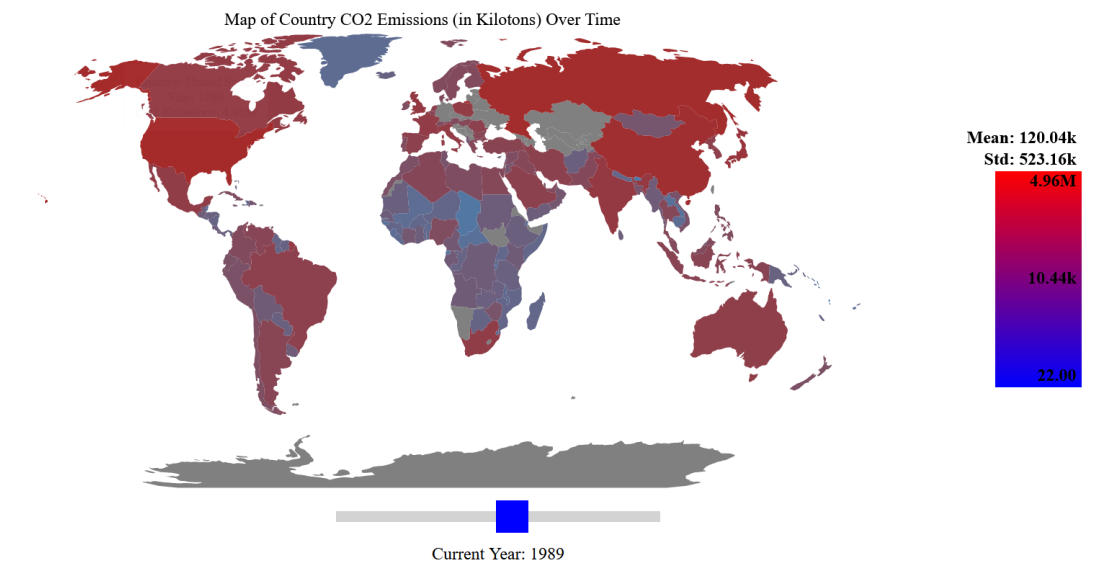 Map of Country CO2 Emissions (in Kilotons) Over Time
Mean: 120.04k
Std: 523.16k
4.96M
10.44k
22.00
Current Year: 1989